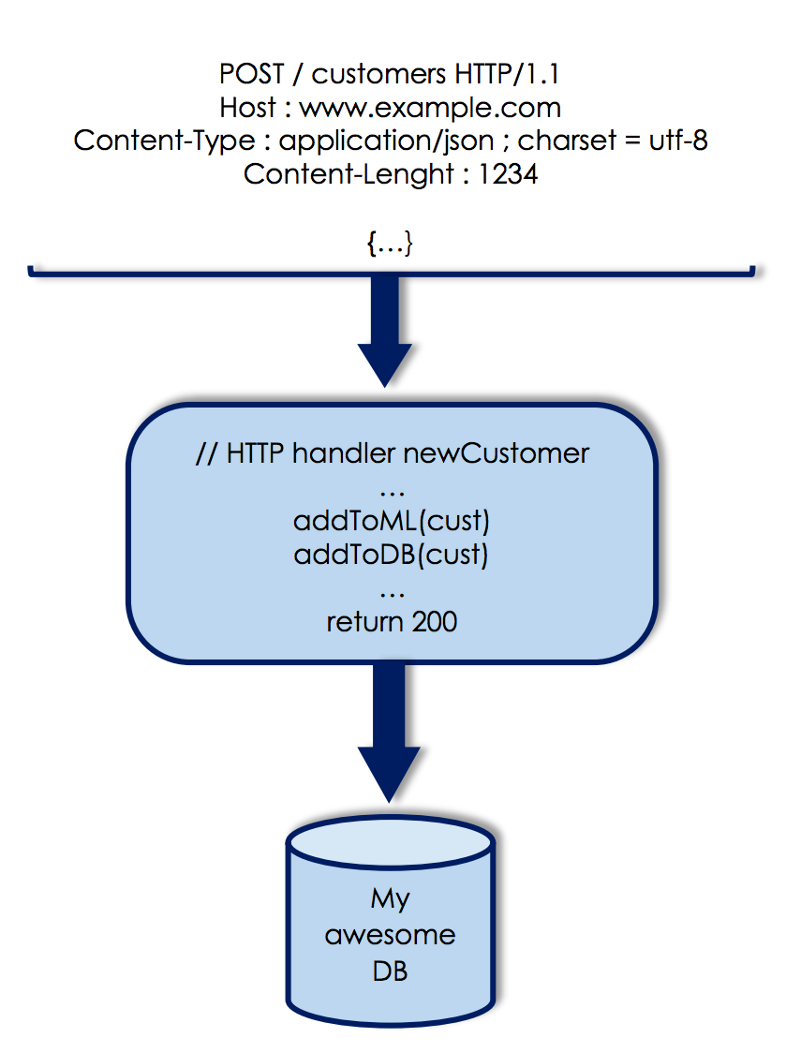 POST / customers HTTP/1.1
Host : www.example.com
Content-Type : application/json ; charset = utf-8
Content-Lenght : 1234
{...}
// HTTP handler newCustomer
...
addToML(cust)
addToDB(cust)
...
return 200
My
awesome
DB